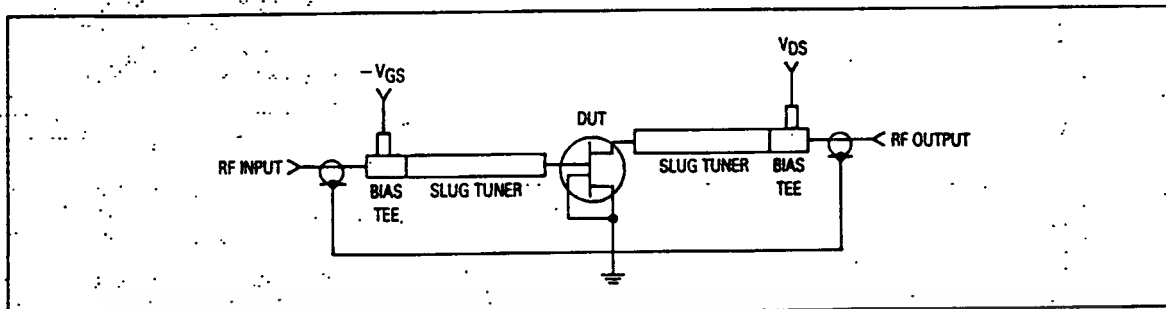 VDS
–VGS
DUT
RF INPUT
RF OUTPUT
BIAS TEE
SLUG TUNER
SLUG TUNER
BIAS TEE